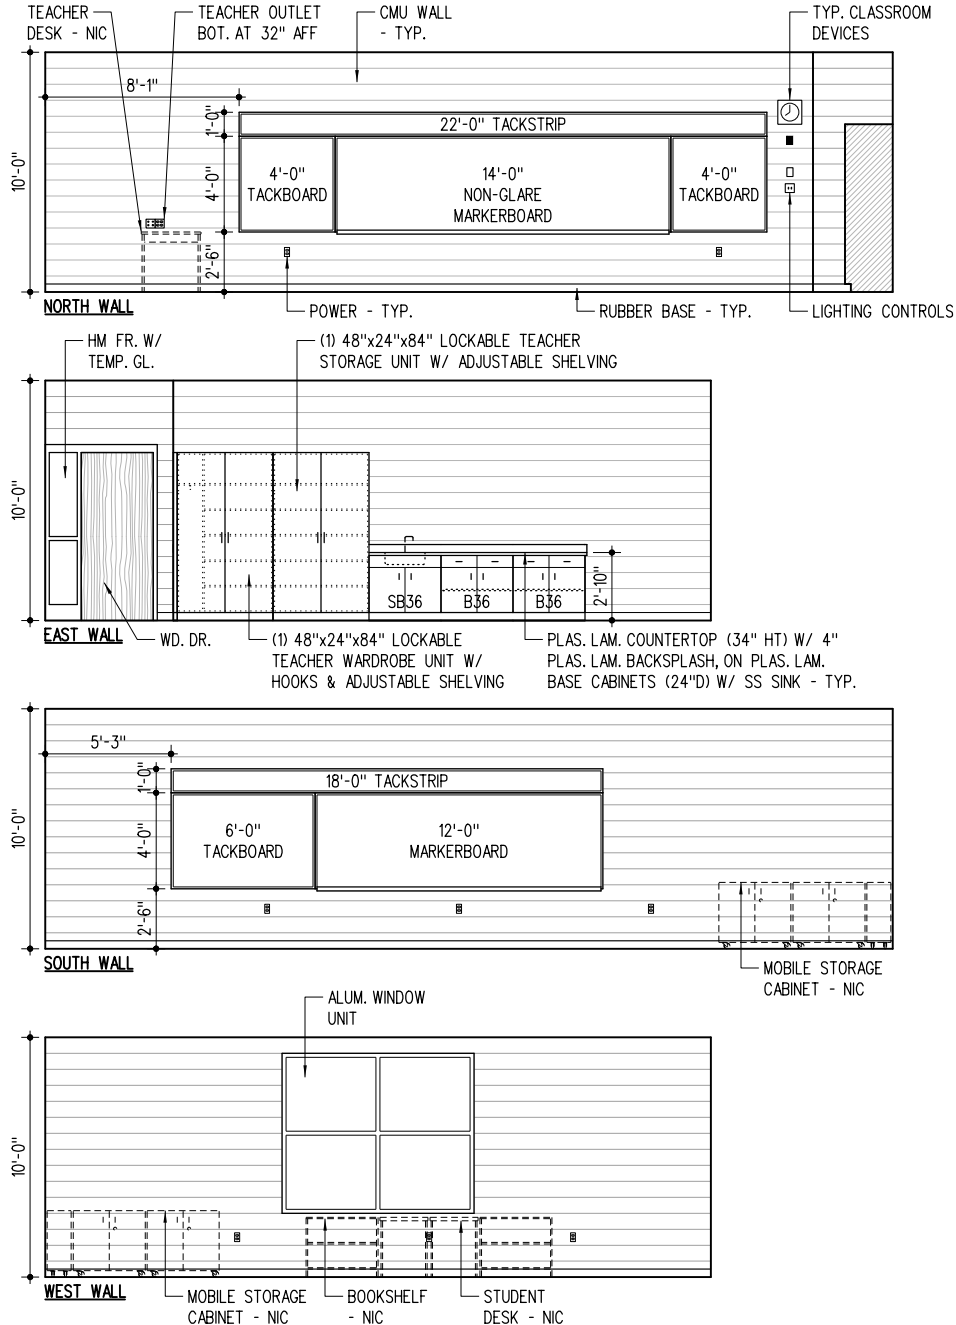 TEACHER
DESK - NIC
TEACHER OUTLET
BOT. AT 32" AFF
CMU WALL
- TYP.
TYP. CLASSROOM
DEVICES
8'-1"
1'-0"
22'-0" TACKSTRIP
10'-0"
4'-0"
4'-0"
TACKBOARD
14'-0"
NON-GLARE
MARKERBOARD
4'-0"
TACKBOARD
2'-6"
NORTH WALL
POWER - TYP.
RUBBER BASE - TYP.
LIGHTING CONTROLS
HM FR. W/
TEMP. GL.
(1) 48"x24"x84" LOCKABLE TEACHER
STORAGE UNIT W/ ADJUSTABLE SHELVING
10'-0"
SB36
B36
B36
2'-10"
EAST WALL
WD. DR.
(1) 48"x24"x84" LOCKABLE
TEACHER WARDROBE UNIT W/
HOOKS & ADJUSTABLE SHELVING
PLAS. LAM. COUNTERTOP (34" HT) W/ 4"
PLAS. LAM. BACKSPLASH, ON PLAS. LAM.
BASE CABINETS (24"D) W/ SS SINK - TYP.
5'-3"
1'-0"
18'-0" TACKSTRIP
10'-0"
4'-0"
6'-0"
TACKBOARD
12'-0"
MARKERBOARD
2'-6"
SOUTH WALL
MOBILE STORAGE
CABINET - NIC
ALUM. WINDOW
UNIT
10'-0"
WEST WALL
MOBILE STORAGE
CABINET - NIC
BOOKSHELF
- NIC
STUDENT
DESK - NIC